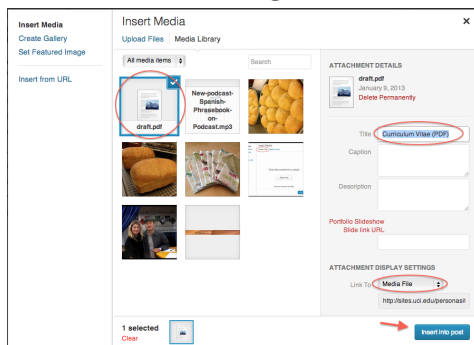 Insert Media
Create Gallery
Set Featured Image
Insert from URL
Insert Media
×
Upload Files
Media Library
All media items
Search
draft.pdf
New-podcast-
Spanish-
Phrasebook-
on-
Podcast.mp3
ATTACHMENT DETAILS
draft.pdf
January 9, 2013
Delete Permanently
Title
Curriculum Vitae (PDF)
Caption
Description
Portfolio Slideshow
Slide link URL
ATTACHMENT DISPLAY SETTINGS
Link To
Media File
http://sites.uci.edu/personasit
1 selected
Clear
Insert into post